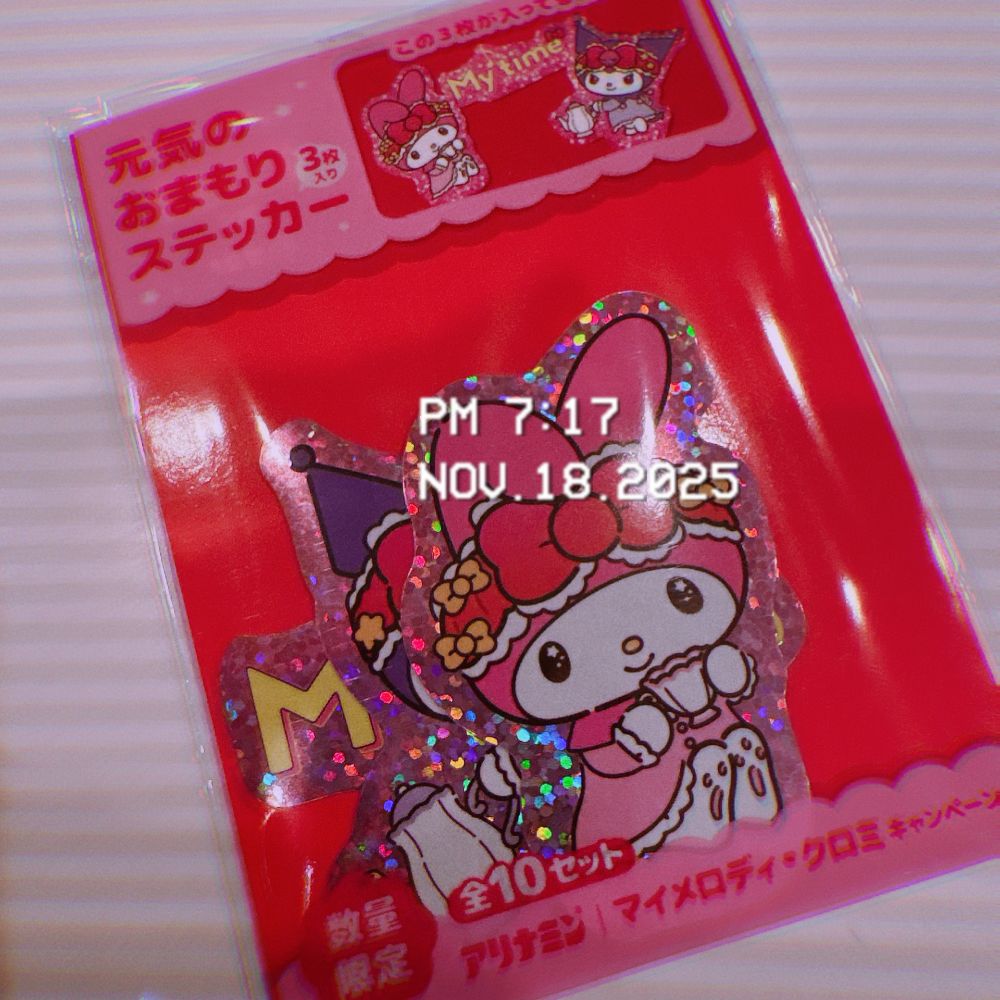 この3枚が入って
My time
元気の
おまもり
ステッカー
3枚
入り
PM 7:17
NOV.18.2025
M
全10セット
数量
限定
アリナミン | マイメロディ・クロミ キャンペーン